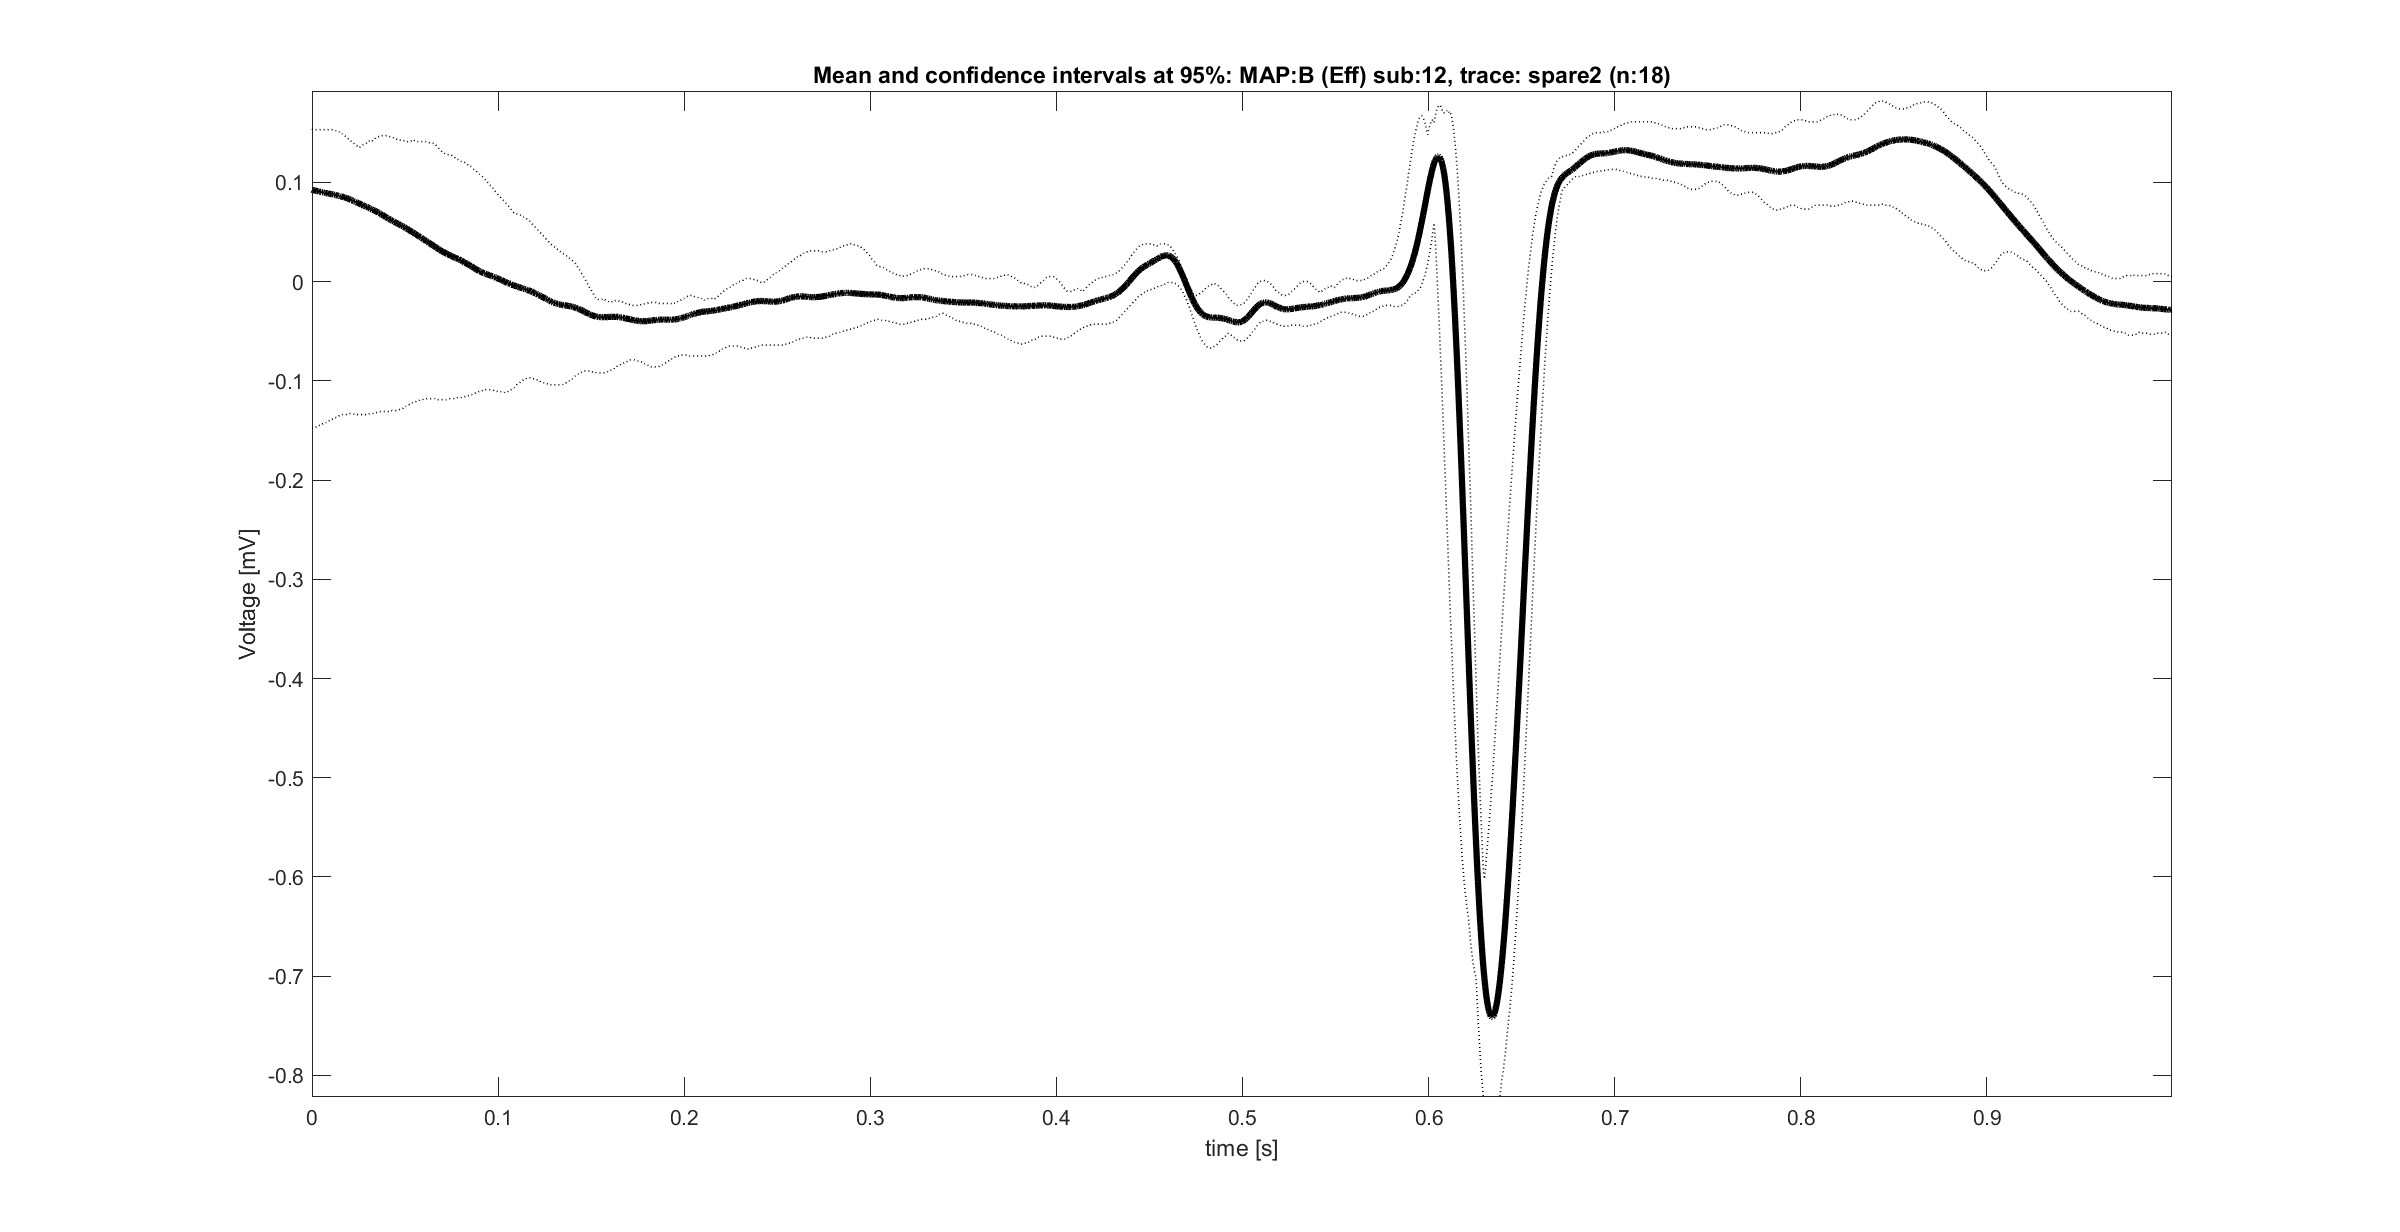 Mean and confidence intervals at 95%: MAP:B (Eff) sub:12, trace: spare2 (n:18)
Voltage [mV]
0.1
0
-0.1
-0.2
-0.3
-0.4
-0.5
-0.6
-0.7
-0.8
0 0.1 0.2 0.3 0.4 0.5 0.6 0.7 0.8 0.9
time [s]